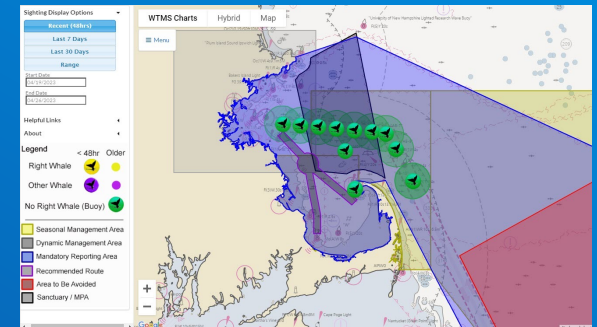 Sighting Display Options
Recent (48hrs)
Last 7 Days
Last 30 Days
Range
Start Date
04/19/2023
End Date
04/24/2023
Helpful Links
About
Legend
< 48hr Older
Right Whale
Other Whale
No Right Whale (Buoy)
Seasonal Management Area
Dynamic Management Area
Mandatory Reporting Area
Recommended Route
Area to Be Avoided
Sanctuary / MPA
WTMS Charts
Hybrid
Map
Menu
+
−
Google